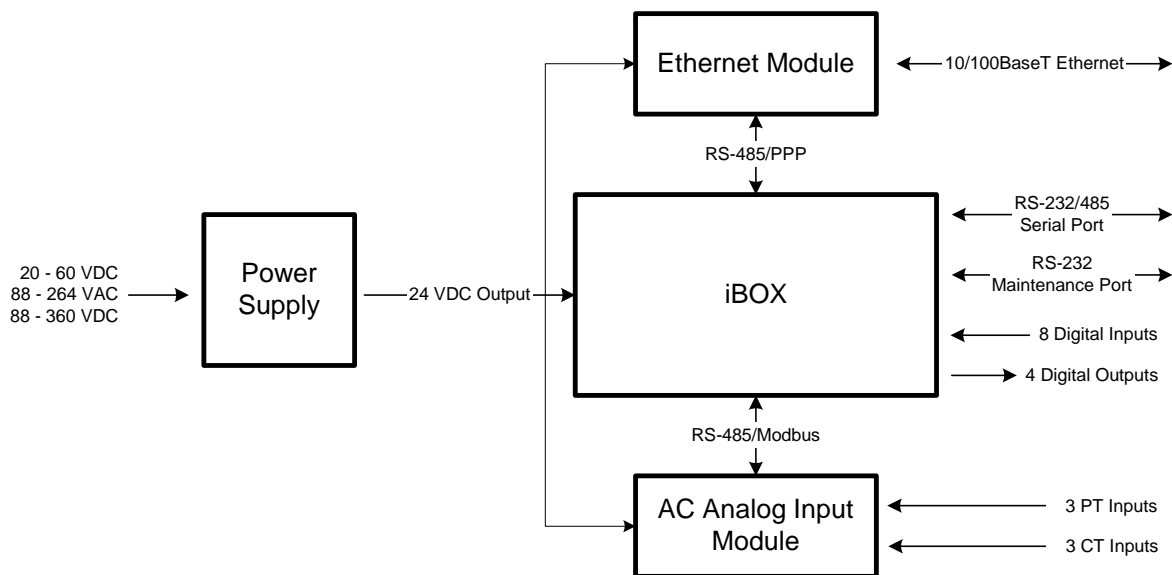 Ethernet Module
10/100BaseT Ethernet
RS-485/PPP
20 - 60 VDC
88 - 264 VAC
88 - 360 VDC
Power
Supply
24 VDC Output
iBOX
RS-232/485
Serial Port
RS-232
Maintenance Port
8 Digital Inputs
4 Digital Outputs
RS-485/Modbus
AC Analog Input
Module
3 PT Inputs
3 CT Inputs